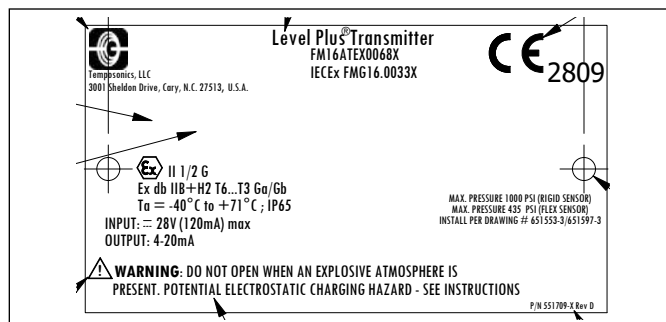 Level Plus® Transmitter
FM16ATEX0068X
IECEx FMG16.0033X
CE 2809
Temposonics, LLC
3001 Sheldon Drive, Cary, N.C. 27513, U.S.A.
Ex II 1/2 G
Ex db IIB+H2 T6...T3 Ga/Gb
Ta = -40°C to +71°C ; IP65
INPUT: ⎓ 28V (120mA) max
OUTPUT: 4-20mA
MAX. PRESSURE 1000 PSI (RIGID SENSOR)
MAX. PRESSURE 435 PSI (FLEX SENSOR)
INSTALL PER DRAWING # 651553-3/651597-3
WARNING: DO NOT OPEN WHEN AN EXPLOSIVE ATMOSPHERE IS
PRESENT. POTENTIAL ELECTROSTATIC CHARGING HAZARD - SEE INSTRUCTIONS
P/N 551709-X Rev D